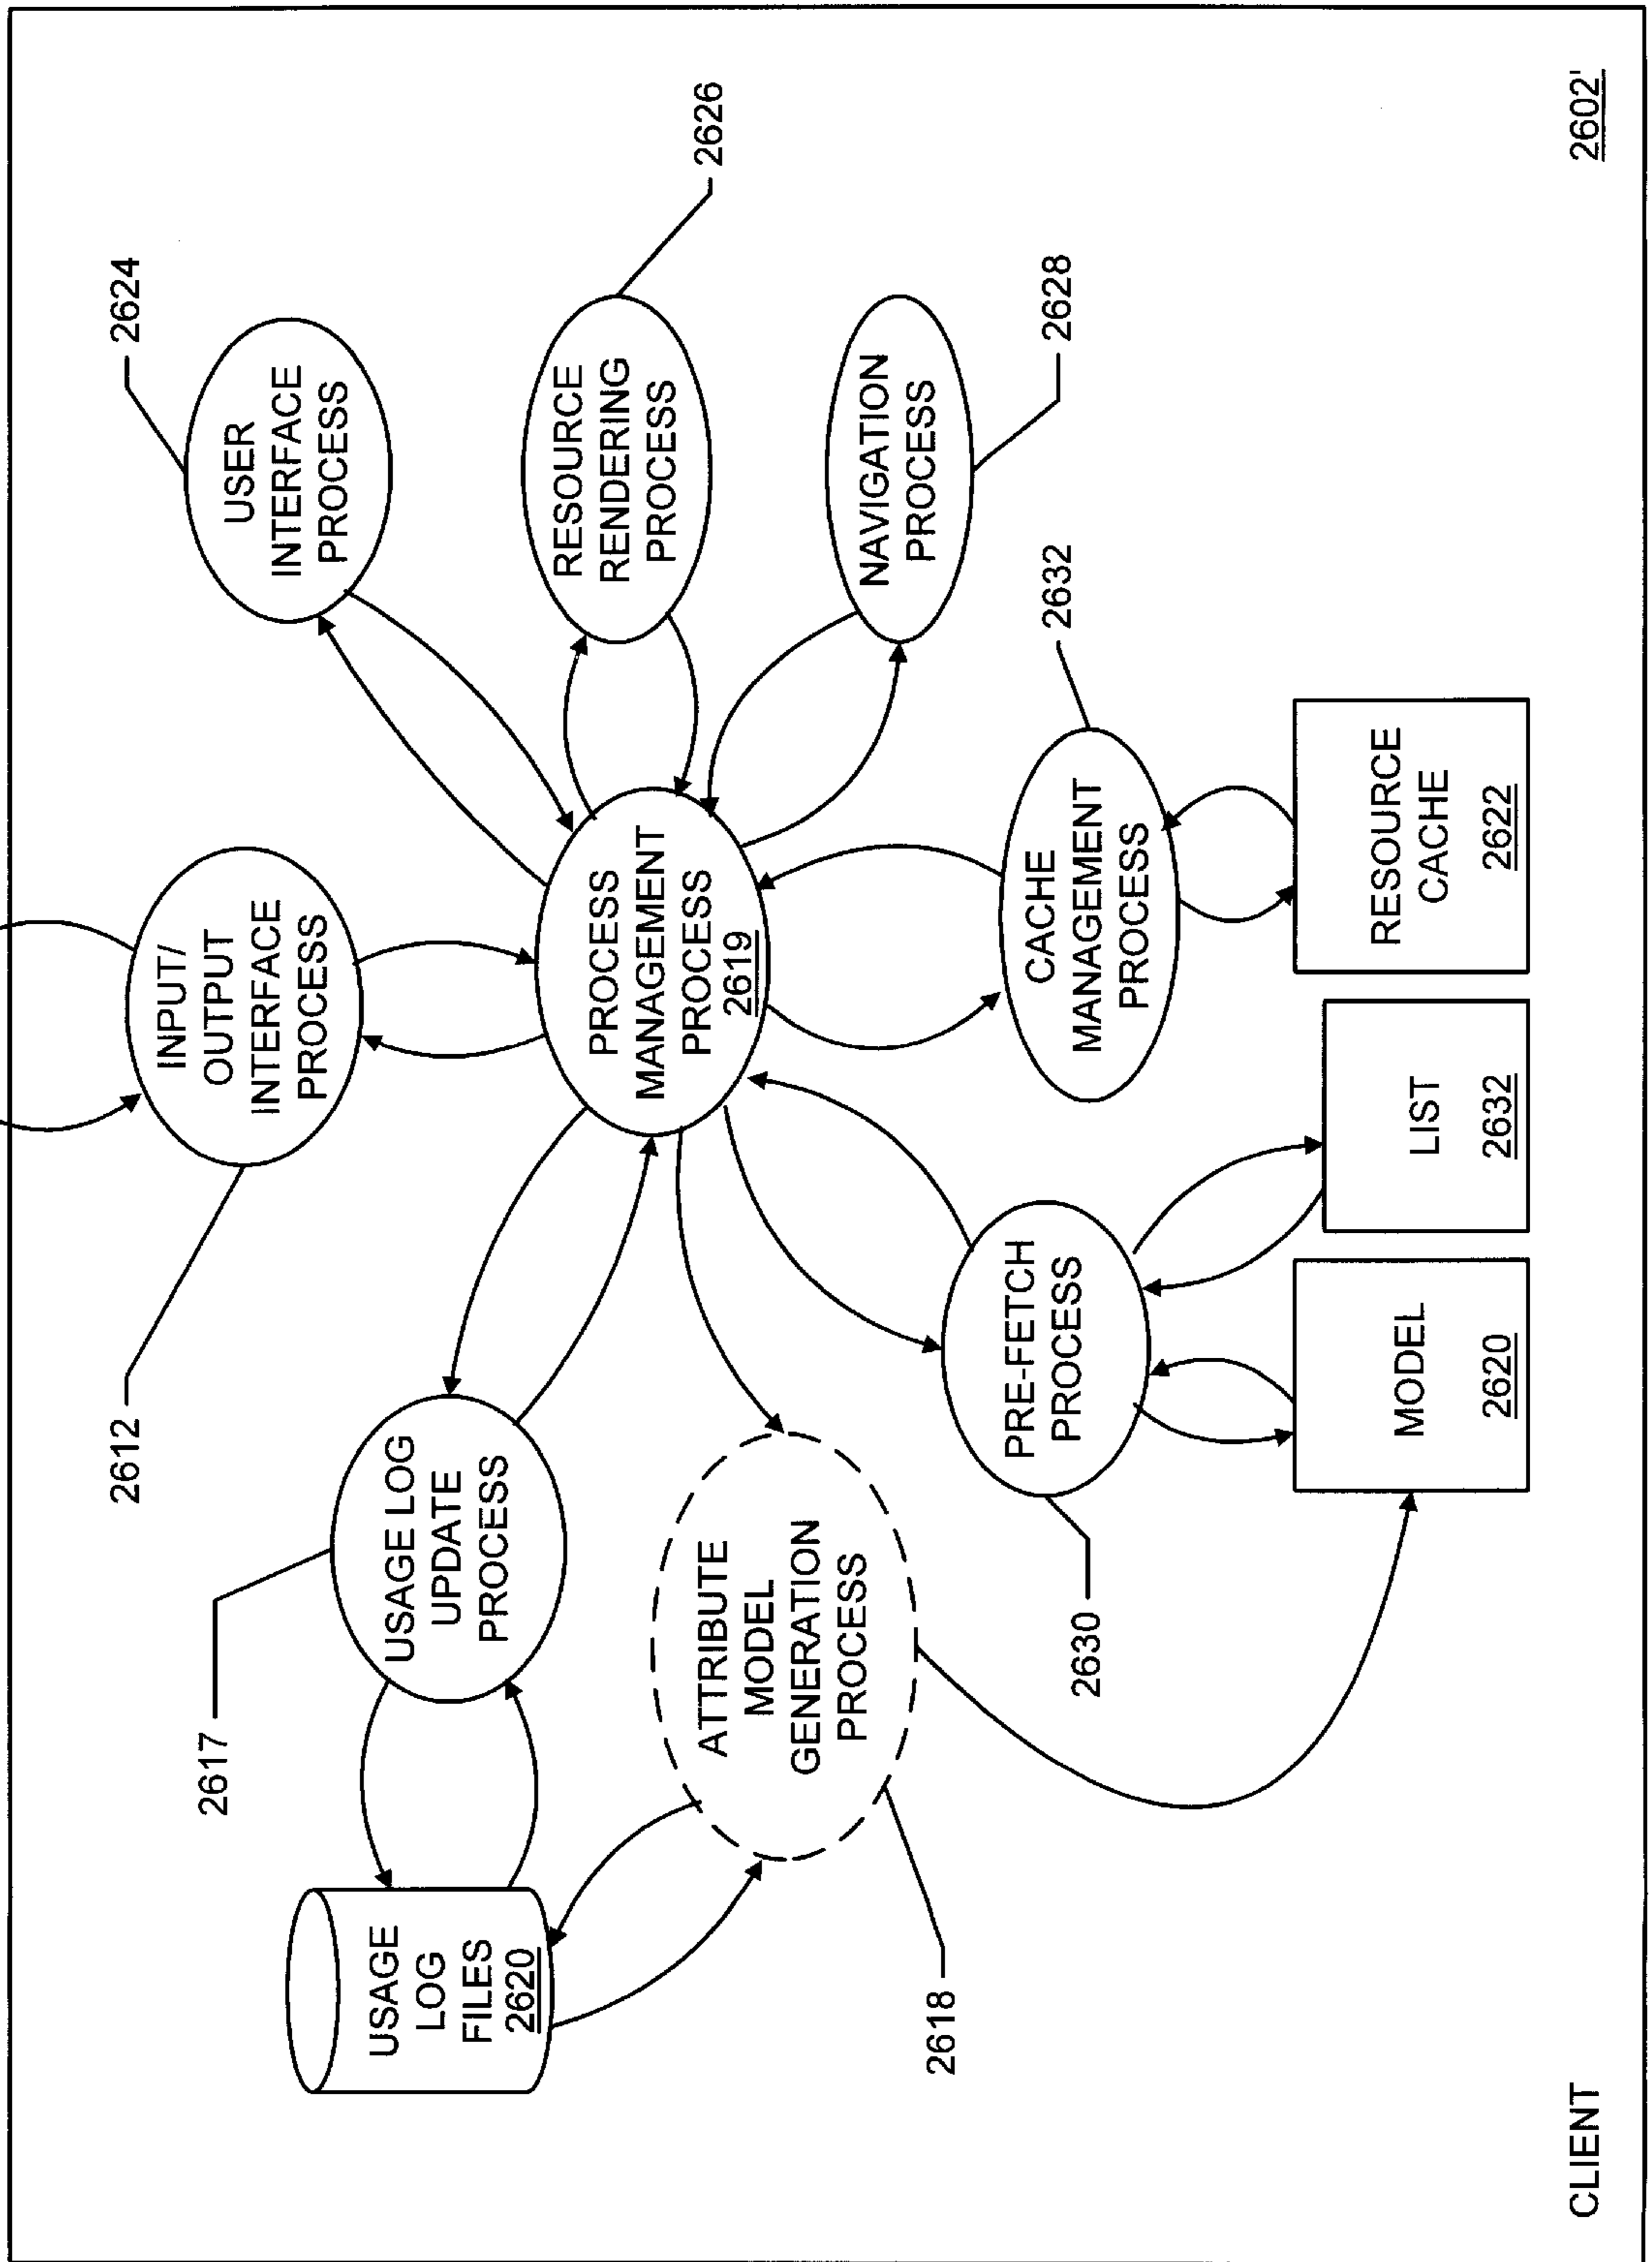 2612
INPUT/
OUTPUT
INTERFACE
PROCESS
2624
USER
INTERFACE
PROCESS
2617
USAGE LOG
UPDATE
PROCESS
USAGE
LOG
FILES
2620
PROCESS
MANAGEMENT
PROCESS
2619
RESOURCE
RENDERING
PROCESS
2626
ATTRIBUTE
MODEL
GENERATION
PROCESS
2618
NAVIGATION
PROCESS
2628
PRE-FETCH
PROCESS
2630
CACHE
MANAGEMENT
PROCESS
2632
MODEL
2620
LIST
2632
RESOURCE
CACHE
2622
CLIENT
2602'